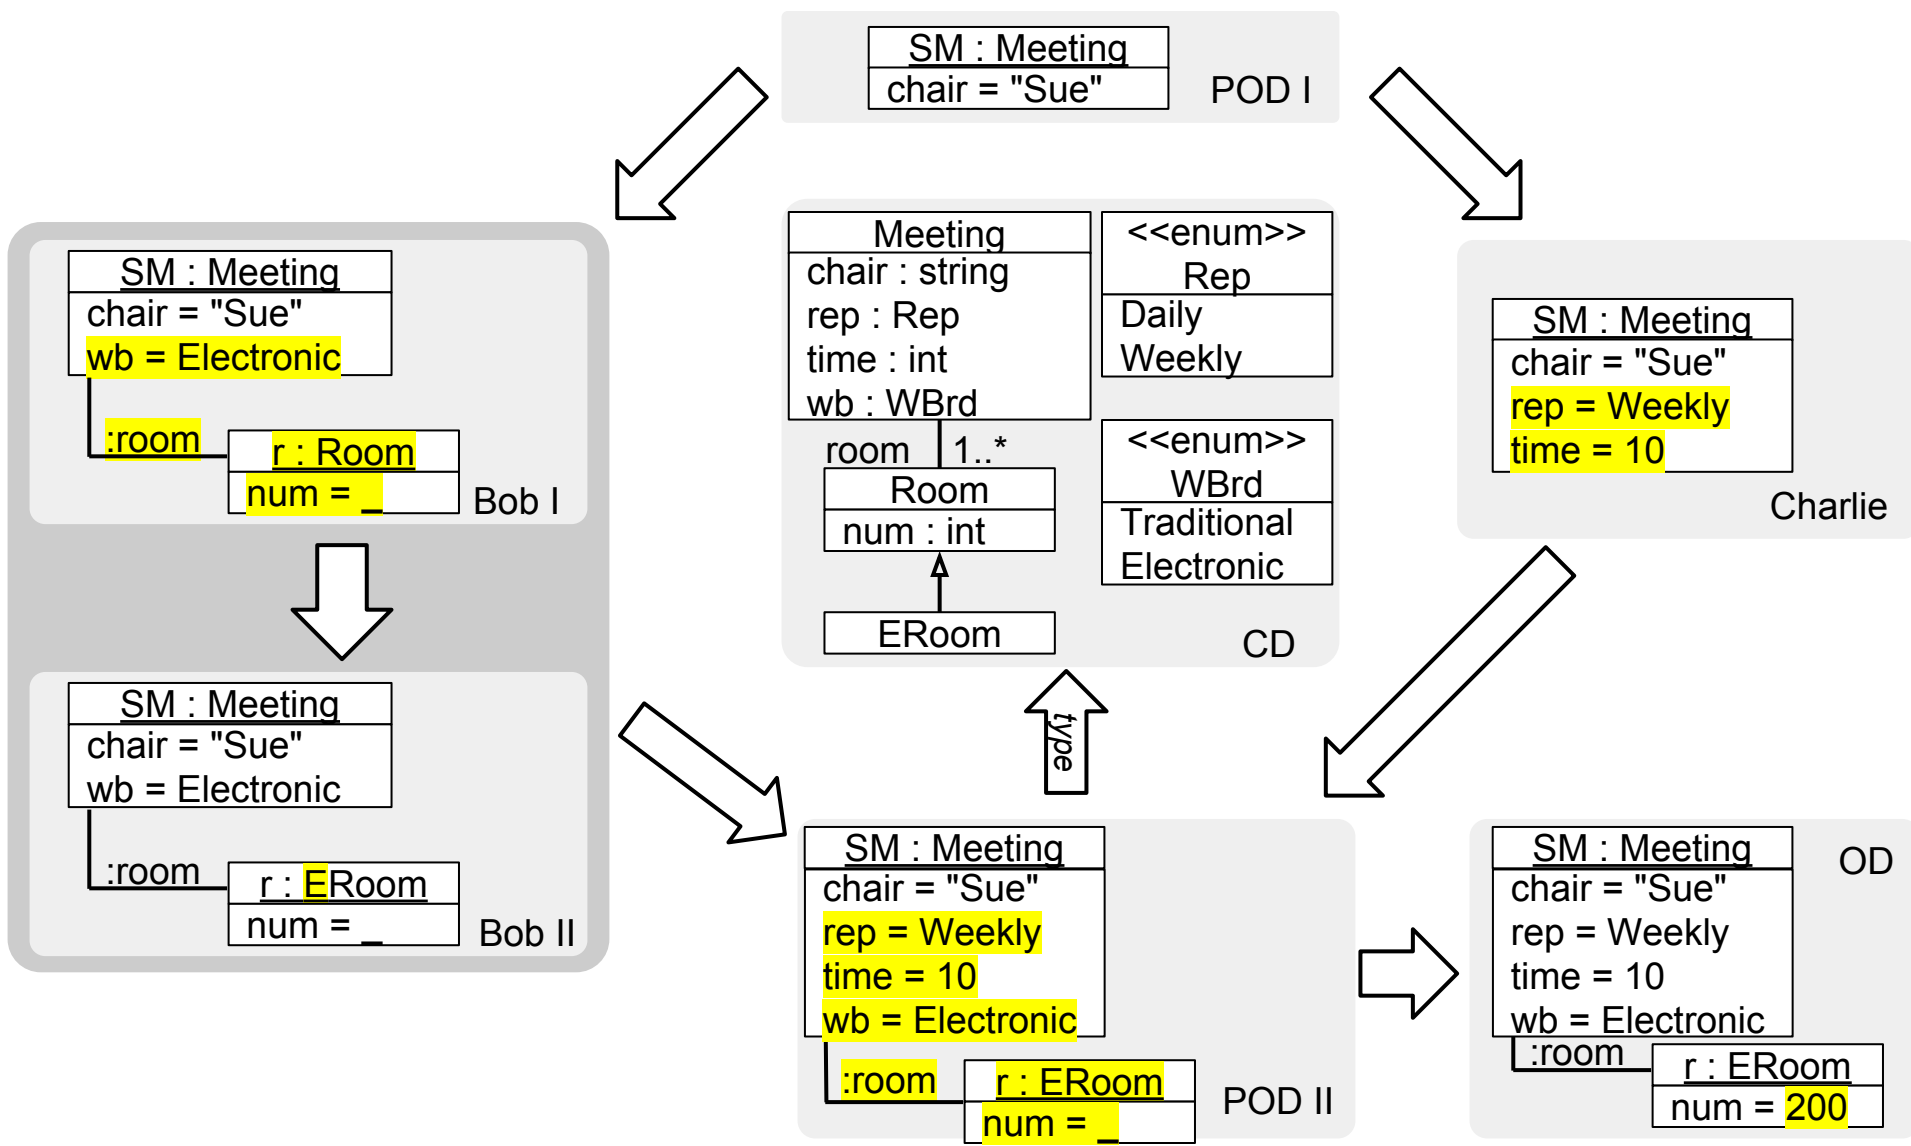 SM : Meeting
chair = "Sue"
POD I
SM : Meeting
chair = "Sue"
wb = Electronic
:room
r : Room
num = _
Bob I
Meeting
chair : string
rep : Rep
time : int
wb : WBrd
room 1..*
Room
num : int
ERoom
<<enum>>
Rep
Daily
Weekly
<<enum>>
WBrd
Traditional
Electronic
CD
SM : Meeting
chair = "Sue"
rep = Weekly
time = 10
Charlie
SM : Meeting
chair = "Sue"
wb = Electronic
:room
r : ERoom
num = _
Bob II
type
SM : Meeting
chair = "Sue"
rep = Weekly
time = 10
wb = Electronic
:room
r : ERoom
num = _
POD II
SM : Meeting
chair = "Sue"
rep = Weekly
time = 10
wb = Electronic
:room
r : ERoom
num = 200
OD